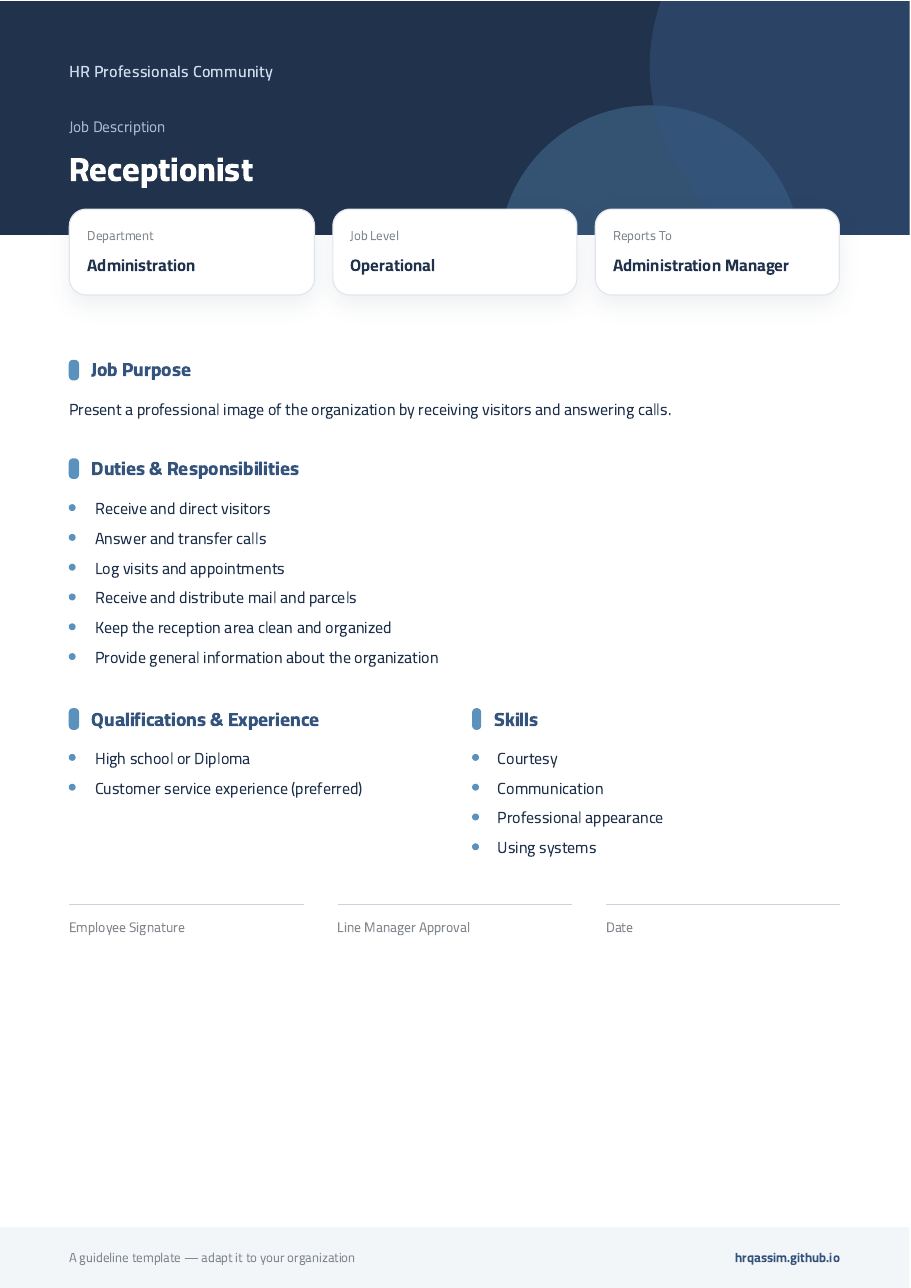 HR Professionals Community
Job Description
Receptionist
Department
Administration
Job Level
Operational
Reports To
Administration Manager
Job Purpose
Present a professional image of the organization by receiving visitors and answering calls.
Duties & Responsibilities
Receive and direct visitors
Answer and transfer calls
Log visits and appointments
Receive and distribute mail and parcels
Keep the reception area clean and organized
Provide general information about the organization
Qualifications & Experience
High school or Diploma
Customer service experience (preferred)
Skills
Courtesy
Communication
Professional appearance
Using systems
Employee Signature
Line Manager Approval
Date
A guideline template — adapt it to your organization
hrqassim.github.io